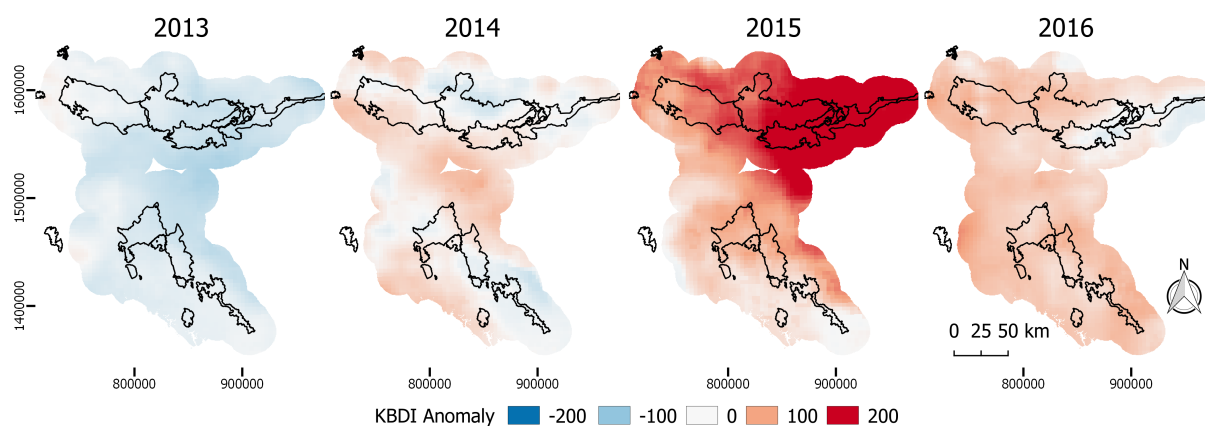 2013 2014 2015 2016
1600000
1500000
1400000
N
0 25 50 km
800000 900000 800000 900000 800000 900000 800000 900000
KBDI Anomaly -200 -100 0 100 200